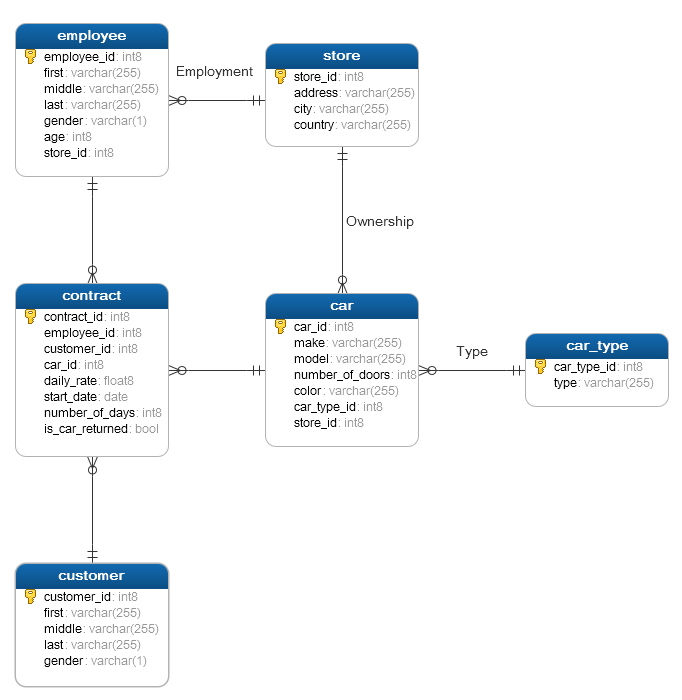 employee
employee_id: int8
first: varchar(255)
middle: varchar(255)
last: varchar(255)
gender: varchar(1)
age: int8
store_id: int8
Employment
store
store_id: int8
address: varchar(255)
city: varchar(255)
country: varchar(255)
Ownership
contract
contract_id: int8
employee_id: int8
customer_id: int8
car_id: int8
daily_rate: float8
start_date: date
number_of_days: int8
is_car_returned: bool
car
car_id: int8
make: varchar(255)
model: varchar(255)
number_of_doors: int8
color: varchar(255)
car_type_id: int8
store_id: int8
Type
car_type
car_type_id: int8
type: varchar(255)
customer
customer_id: int8
first: varchar(255)
middle: varchar(255)
last: varchar(255)
gender: varchar(1)